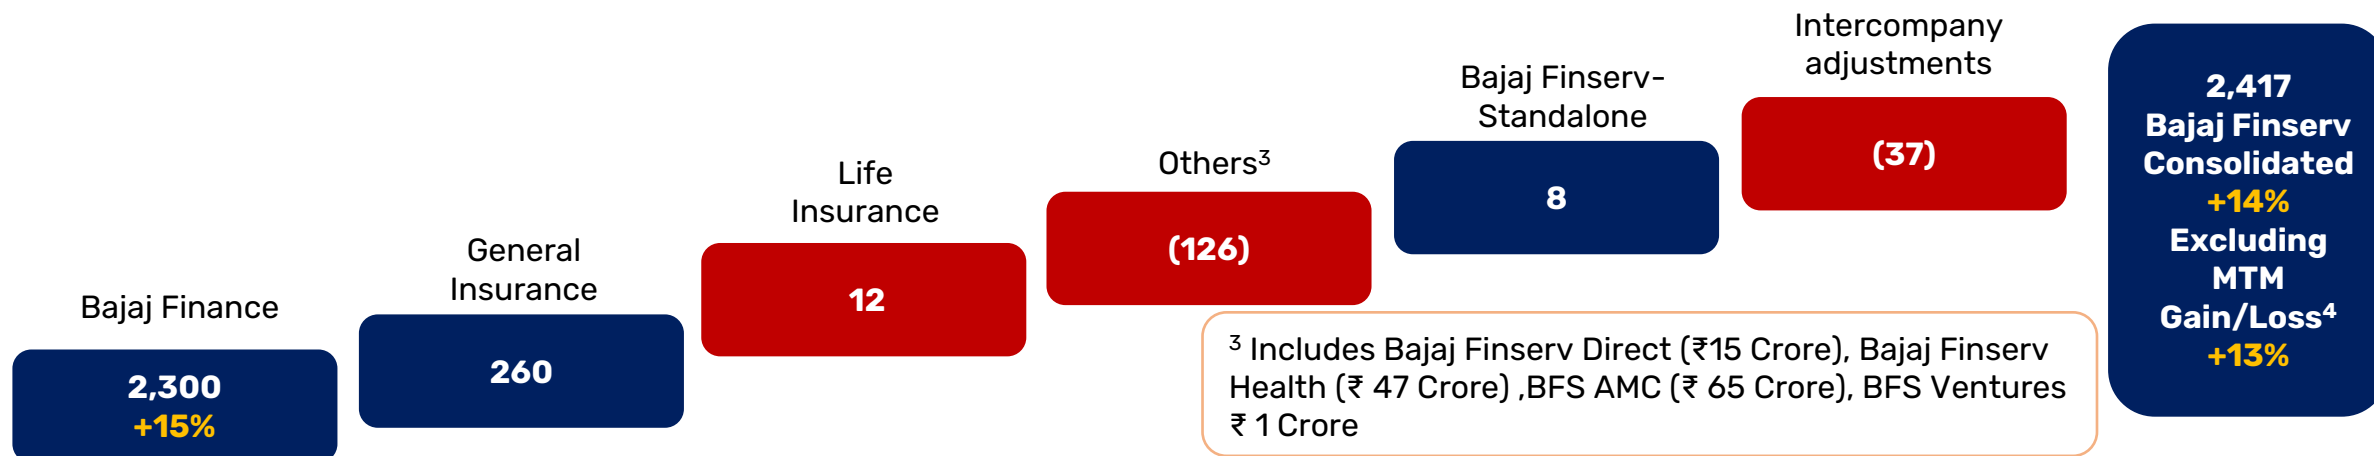 Bajaj Finance
2,300
+15%
General
Insurance
260
Life
Insurance
12
Others³
(126)
Bajaj Finserv-
Standalone
8
Intercompany
adjustments
(37)
2,417
Bajaj Finserv
Consolidated
+14%
Excluding
MTM
Gain/Loss⁴
+13%
³ Includes Bajaj Finserv Direct (₹15 Crore), Bajaj Finserv
Health (₹ 47 Crore) ,BFS AMC (₹ 65 Crore), BFS Ventures
₹ 1 Crore